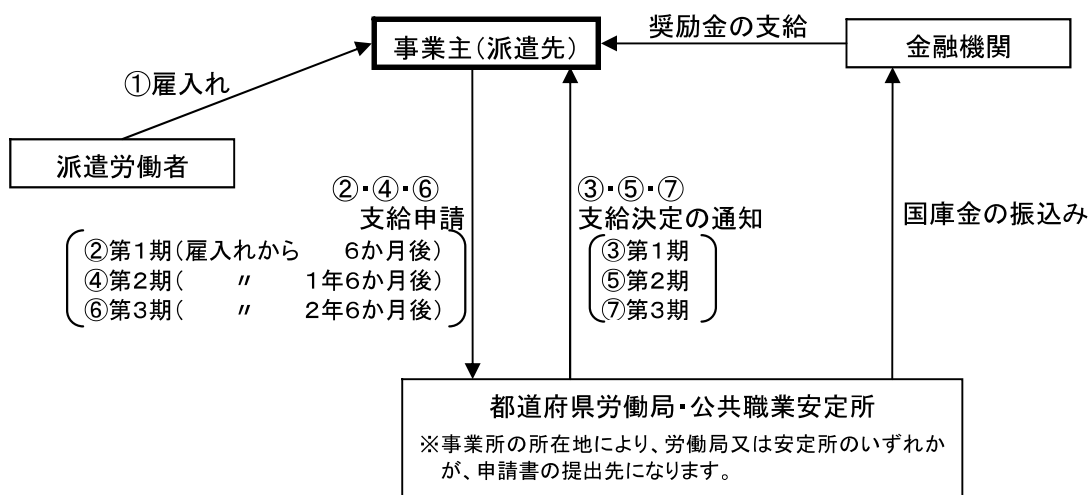 奨励金の支給
事業主（派遣先）
金融機関
①雇入れ
派遣労働者
②・④・⑥
支給申請
②第１期（雇入れから　　６か月後）
④第２期（　　〃　　１年６か月後）
⑥第３期（　　〃　　２年６か月後）
③・⑤・⑦
支給決定の通知
③第１期
⑤第２期
⑦第３期
国庫金の振込み
都道府県労働局・公共職業安定所
※事業所の所在地により、労働局又は安定所のいずれか
が、申請書の提出先になります。